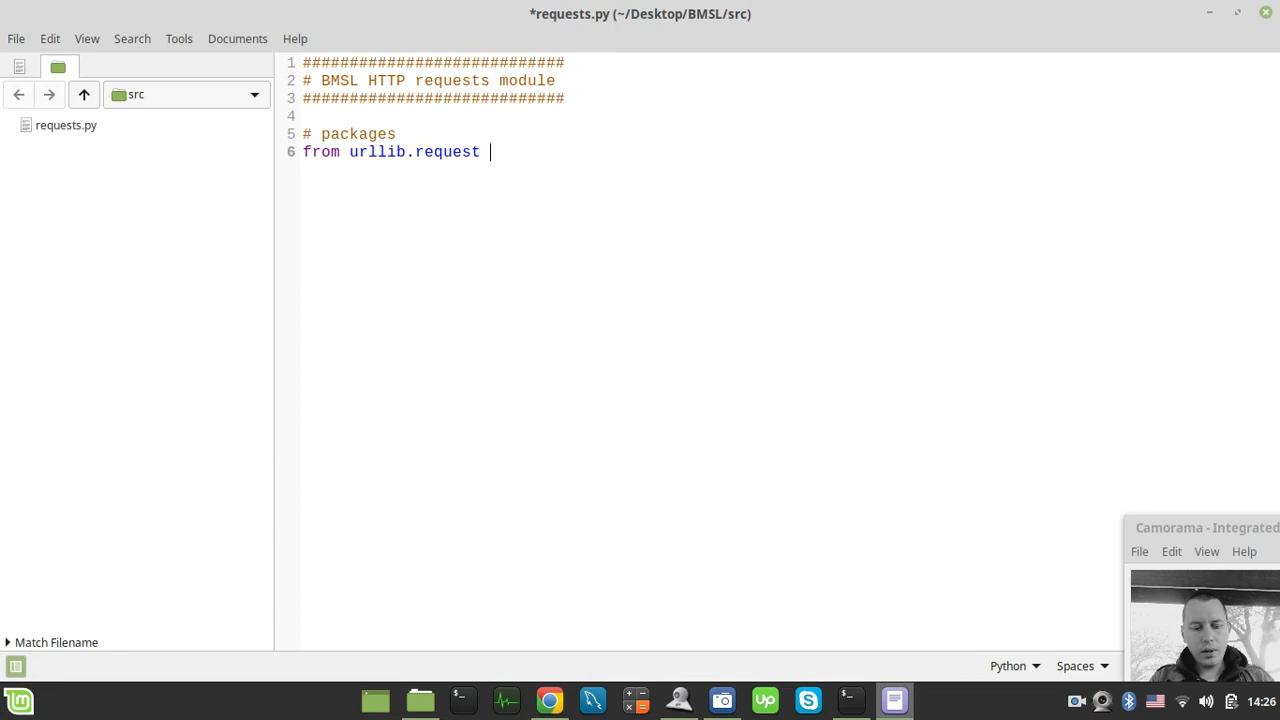 *requests.py (~/Desktop/BMSL/src)
File Edit View Search Tools Documents Help
src
requests.py
1 ############################
2 # BMSL HTTP requests module
3 ############################
4
5 # packages
6 from urllib.request
Match Filename
Camorama - Integrated
File Edit View Help
Python
Spaces
lm
>_
Up
S
>_
14:26